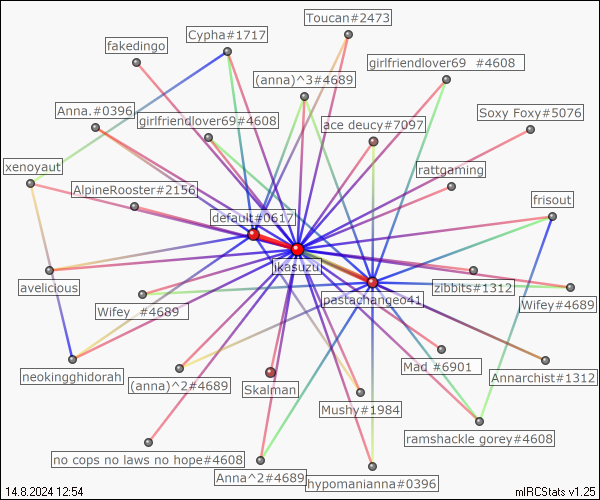 Toucan#2473
Cypha#1717
fakedingo
girlfriendlover69 #4608
(anna)^3#4689
Anna.#0396
girlfriendlover69#4608
ace deucy#7097
Soxy Foxy#5076
xenoyaut
rattgaming
AlpineRooster#2156
frisout
default#0617
jkasuzu
avelicious
zibbits#1312
pastachangeo41
Wifey #4689
Wifey#4689
Mad #6901
neokingghidorah
(anna)^2#4689
Annarchist#1312
Skalman
Mushy#1984
ramshackle gorey#4608
no cops no laws no hope#4608
Anna^2#4689
hypomanianna#0396
14.8.2024 12:54
mIRCStats v1.25